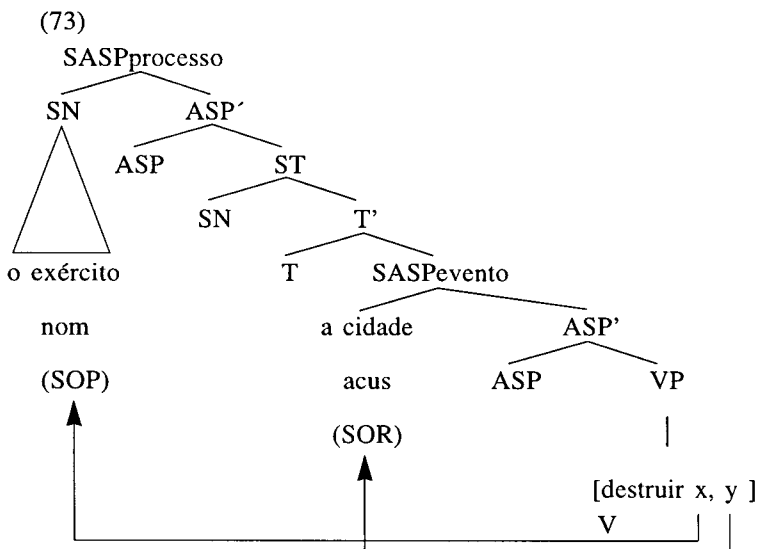 (73)
SASPprocesso
SN ASP´
ASP ST
SN T'
o exército T SASPevento
nom a cidade ASP'
(SOP) acus ASP VP
(SOR)
[destruir x, y ]
V